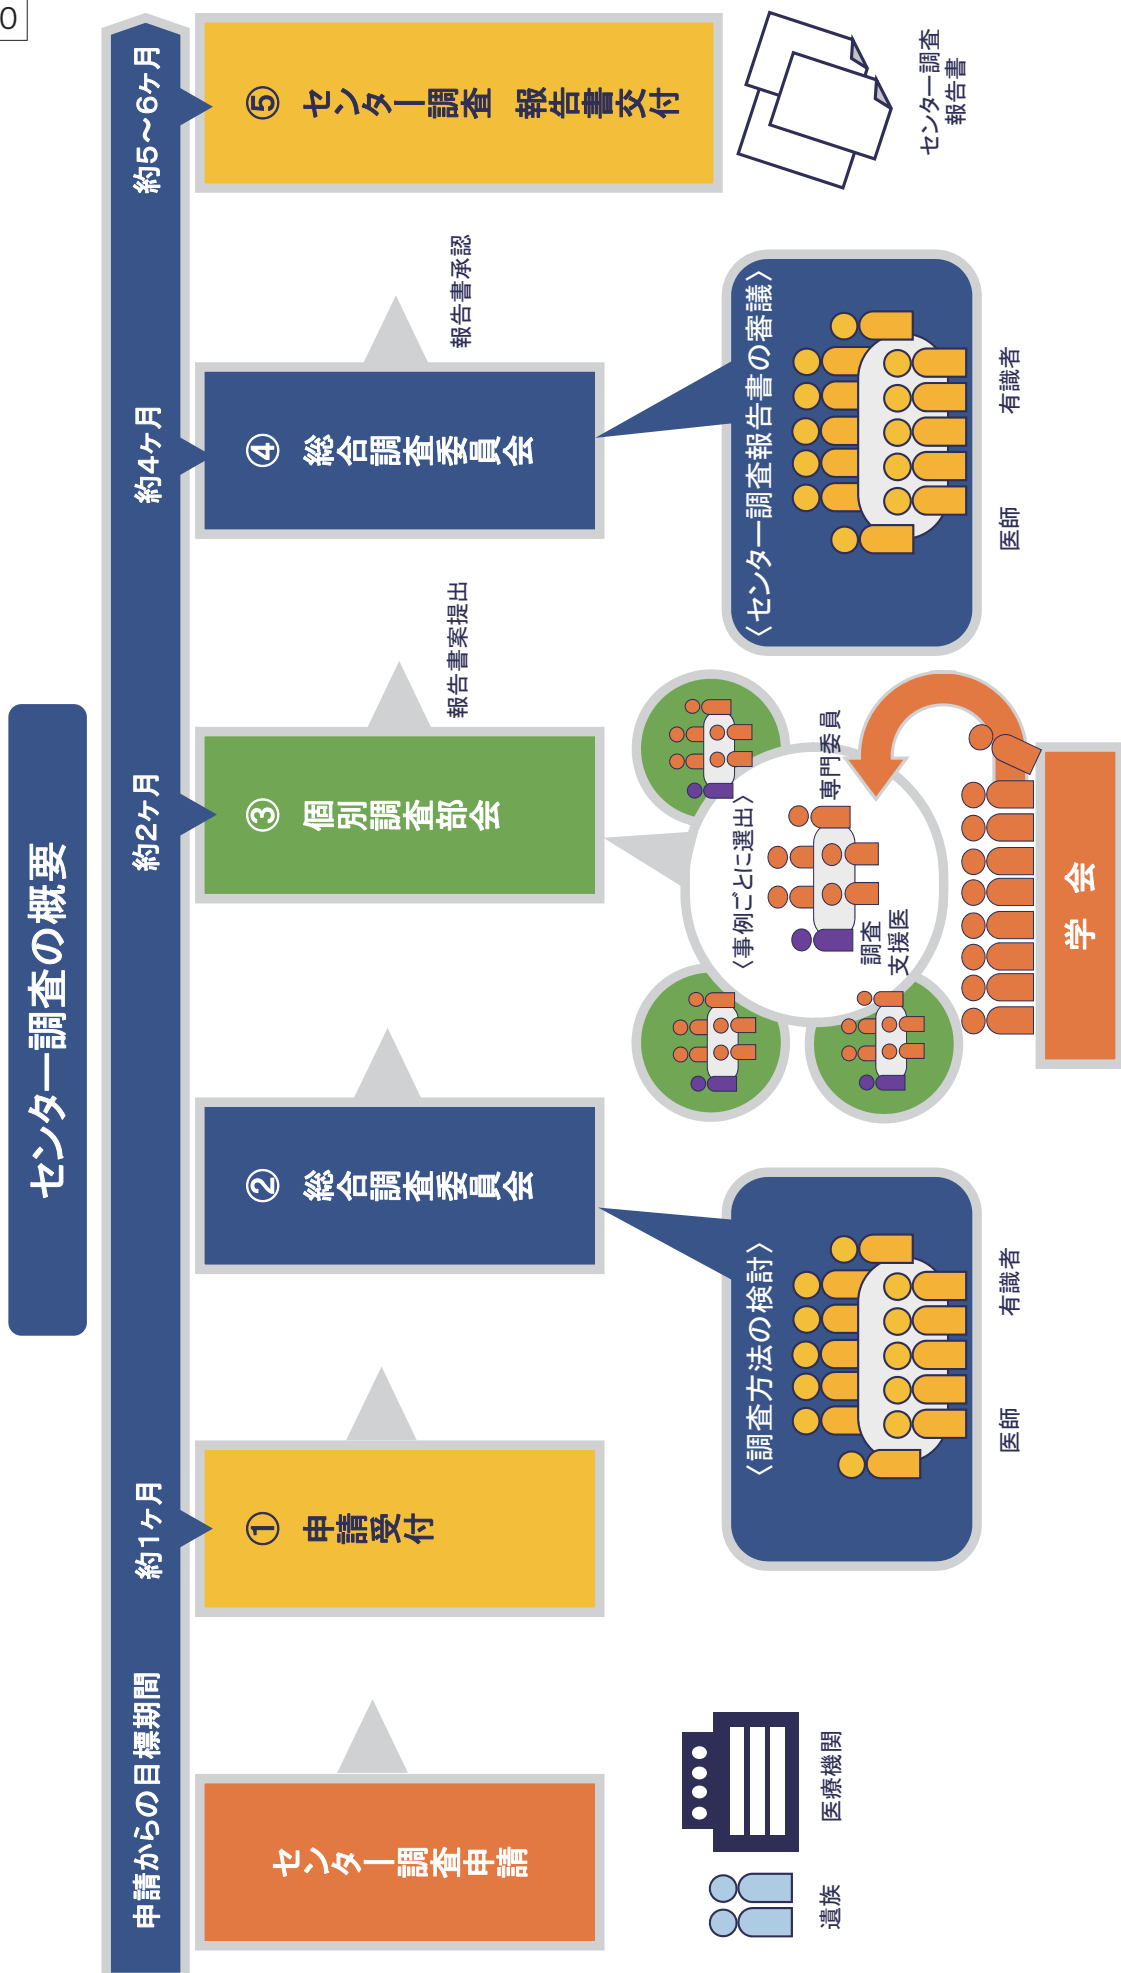 センター調査の概要
申請からの目標期間
約1ヶ月
約2ヶ月
約4ヶ月
約5～6ヶ月
センター調査申請
① 申請受付
② 総合調査委員会
③ 個別調査部会
④ 総合調査委員会
⑤ センター調査 報告書交付
報告書案提出
報告書承認
遺族
医療機関
〈調査方法の検討〉
医師
有識者
〈事例ごとに選出〉
調査
支援医
専門委員
学会
〈センター調査報告書の審議〉
医師
有識者
センター調査
報告書
0